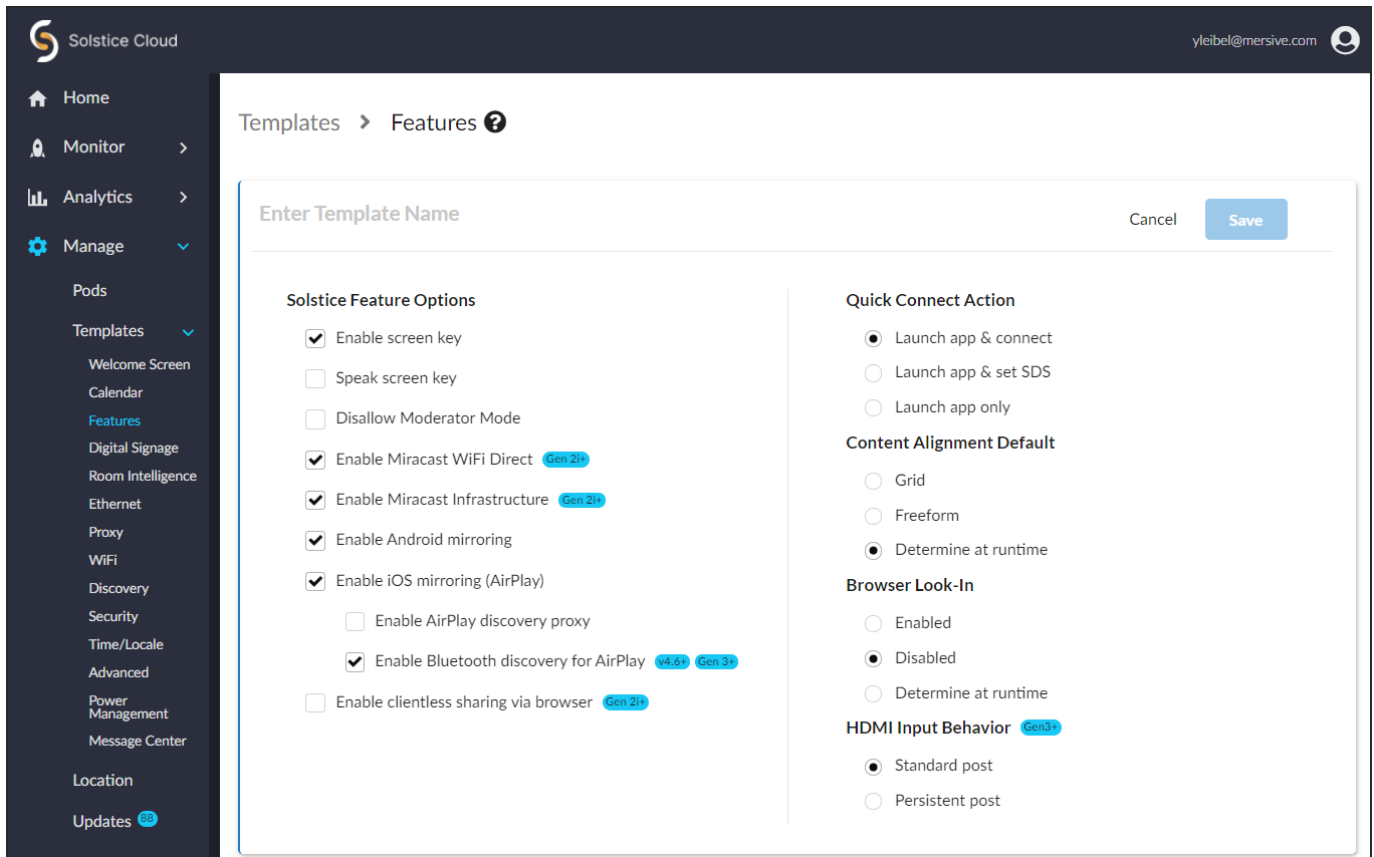 Solstice Cloud
yleibel@mersive.com
Home
Monitor
Analytics
Manage
Pods
Templates
Welcome Screen
Calendar
Features
Digital Signage
Room Intelligence
Ethernet
Proxy
WiFi
Discovery
Security
Time/Locale
Advanced
Power
Management
Message Center
Location
Updates 88
Templates > Features ?
Enter Template Name
Cancel
Save
Solstice Feature Options
Enable screen key
Speak screen key
Disallow Moderator Mode
Enable Miracast WiFi Direct Gen 2i+
Enable Miracast Infrastructure Gen 2i+
Enable Android mirroring
Enable iOS mirroring (AirPlay)
Enable AirPlay discovery proxy
Enable Bluetooth discovery for AirPlay v4.6+ Gen 3+
Enable clientless sharing via browser Gen 2i+
Quick Connect Action
Launch app & connect
Launch app & set SDS
Launch app only
Content Alignment Default
Grid
Freeform
Determine at runtime
Browser Look-In
Enabled
Disabled
Determine at runtime
HDMI Input Behavior Gen3+
Standard post
Persistent post